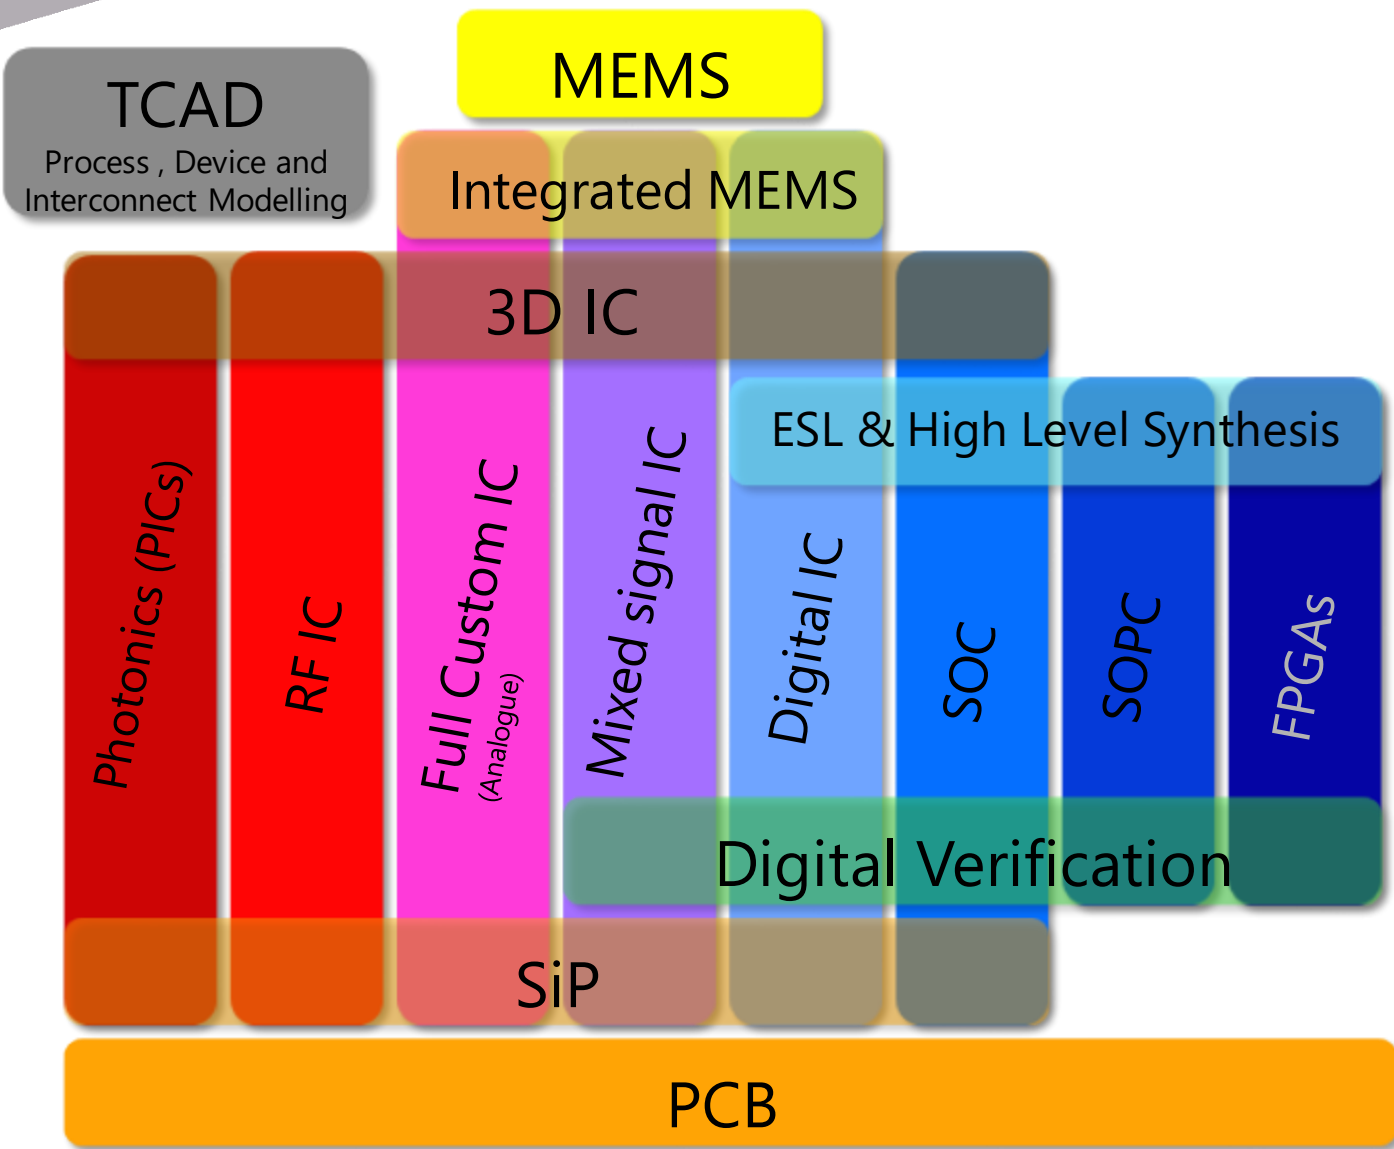 MEMS
TCAD
Process , Device and
Interconnect Modelling
Integrated MEMS
3D IC
ESL & High Level Synthesis
Photonics (PICs)
RF IC
Full Custom IC
(Analogue)
Mixed signal IC
Digital IC
SOC
SOPC
FPGAs
Digital Verification
SiP
PCB